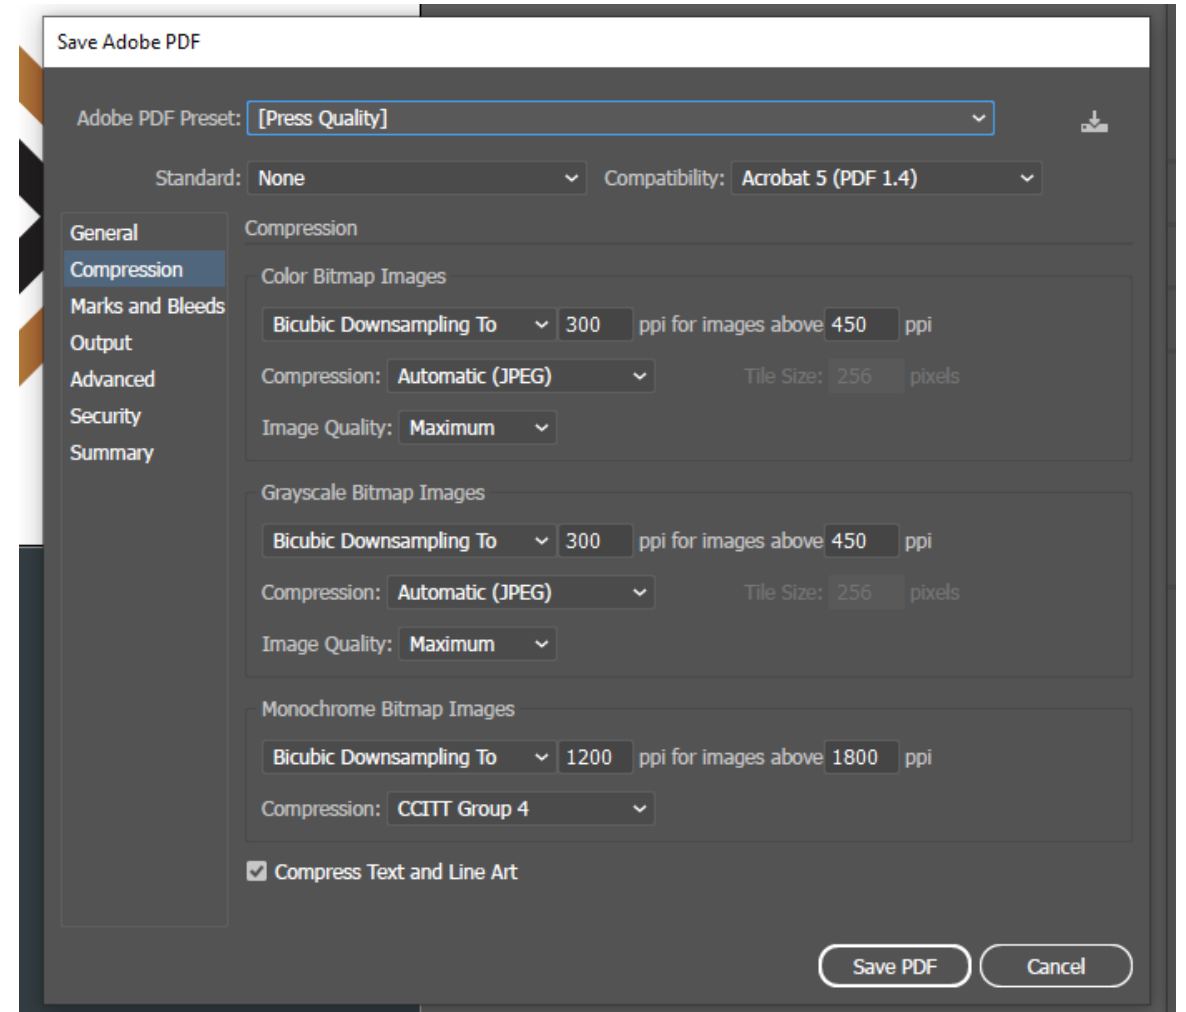 Save Adobe PDF
Adobe PDF Preset: [Press Quality]
Standard: None Compatibility: Acrobat 5 (PDF 1.4)
General
Compression
Marks and Bleeds
Output
Advanced
Security
Summary
Compression
Color Bitmap Images
Bicubic Downsampling To 300 ppi for images above 450 ppi
Compression: Automatic (JPEG) Tile Size: 256 pixels
Image Quality: Maximum
Grayscale Bitmap Images
Bicubic Downsampling To 300 ppi for images above 450 ppi
Compression: Automatic (JPEG) Tile Size: 256 pixels
Image Quality: Maximum
Monochrome Bitmap Images
Bicubic Downsampling To 1200 ppi for images above 1800 ppi
Compression: CCITT Group 4
Compress Text and Line Art
Save PDF Cancel